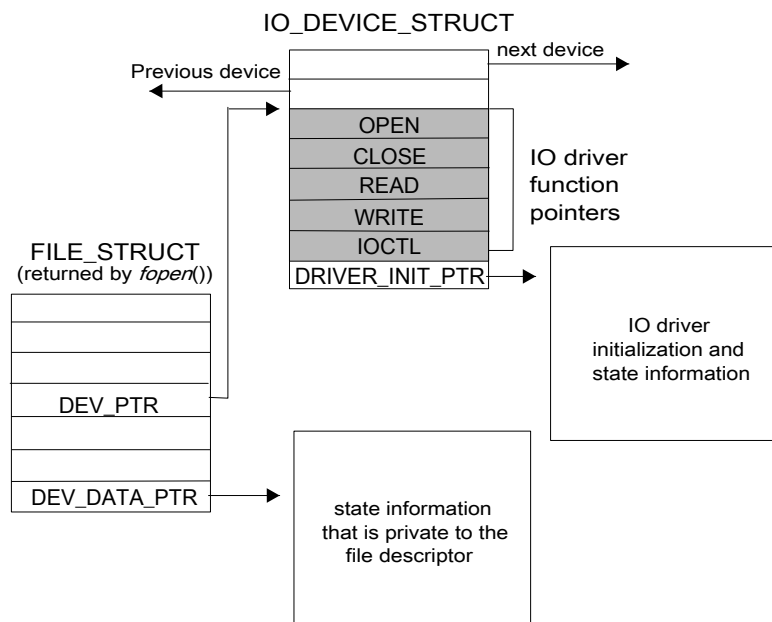 IO_DEVICE_STRUCT
next device
Previous device
OPEN
CLOSE
READ
WRITE
IOCTL
DRIVER_INIT_PTR
IO driver
function
pointers
FILE_STRUCT
(returned by fopen())
DEV_PTR
DEV_DATA_PTR
IO driver
initialization and
state information
state information
that is private to the
file descriptor